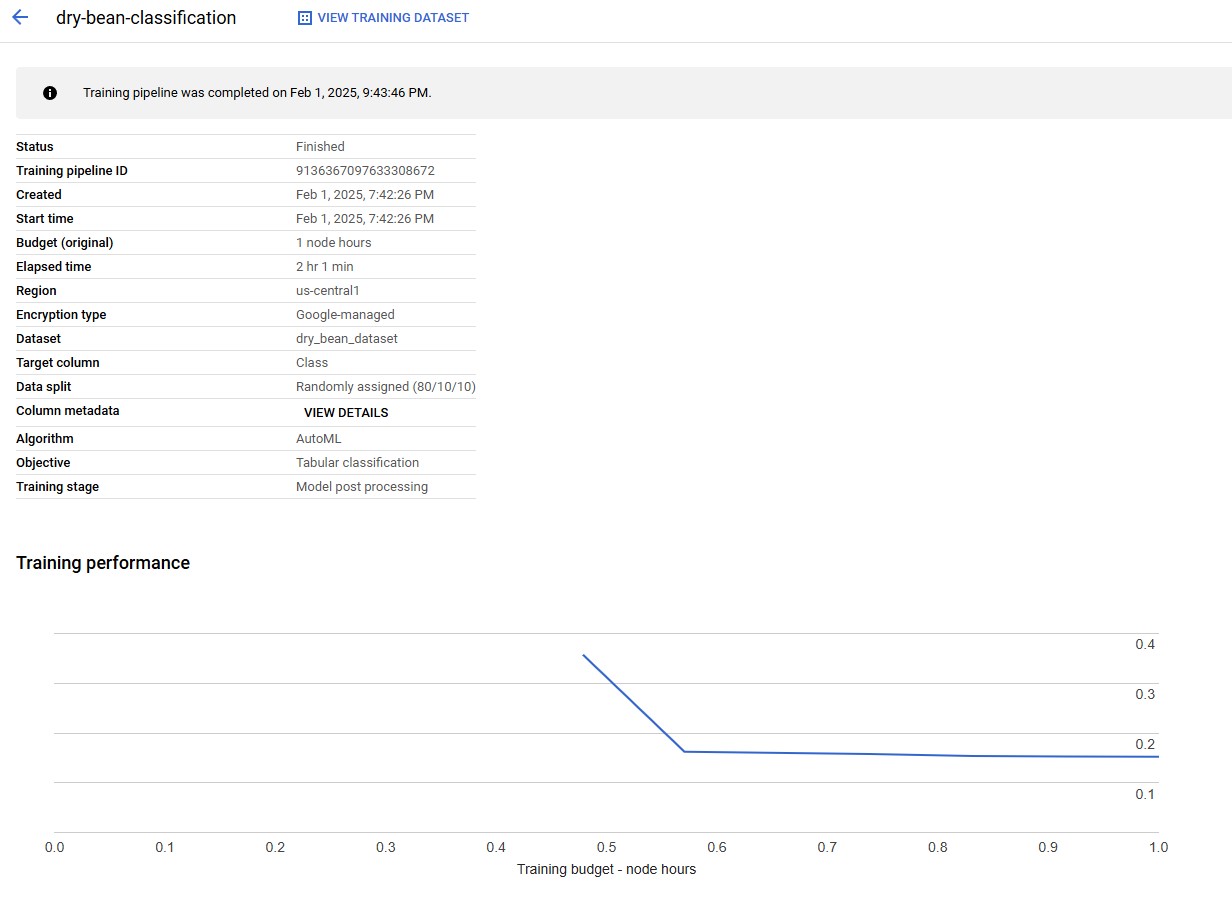 dry-bean-classification VIEW TRAINING DATASET
Training pipeline was completed on Feb 1, 2025, 9:43:46 PM.
Status Finished
Training pipeline ID 9136367097633308672
Created Feb 1, 2025, 7:42:26 PM
Start time Feb 1, 2025, 7:42:26 PM
Budget (original) 1 node hours
Elapsed time 2 hr 1 min
Region us-central1
Encryption type Google-managed
Dataset dry_bean_dataset
Target column Class
Data split Randomly assigned (80/10/10)
Column metadata VIEW DETAILS
Algorithm AutoML
Objective Tabular classification
Training stage Model post processing
Training performance
0.4
0.3
0.2
0.1
0.0 0.1 0.2 0.3 0.4 0.5 0.6 0.7 0.8 0.9 1.0
Training budget - node hours